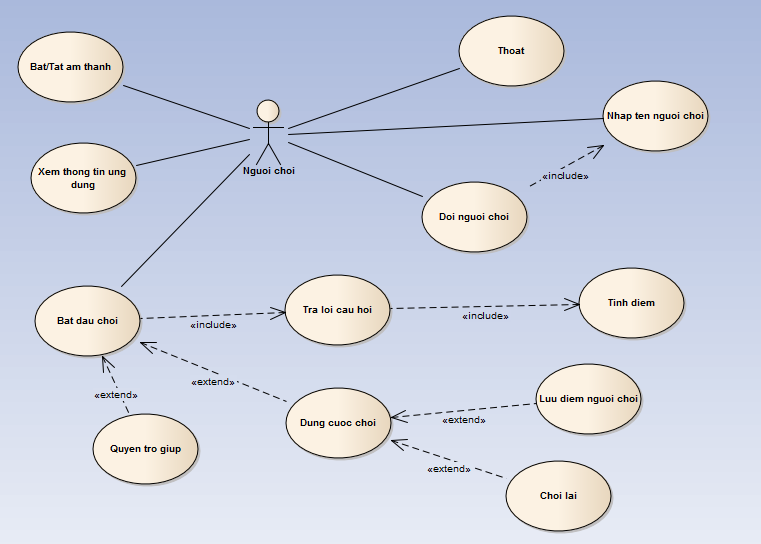 Thoat
Bat/Tat am thanh
Nhap ten nguoi choi
Nguoi choi
Xem thong tin ung
dung
«include»
Doi nguoi choi
Bat dau choi
«include»
Tra loi cau hoi
«include»
Tinh diem
«extend»
«extend»
Luu diem nguoi choi
«extend»
Dung cuoc choi
Quyen tro giup
«extend»
Choi lai